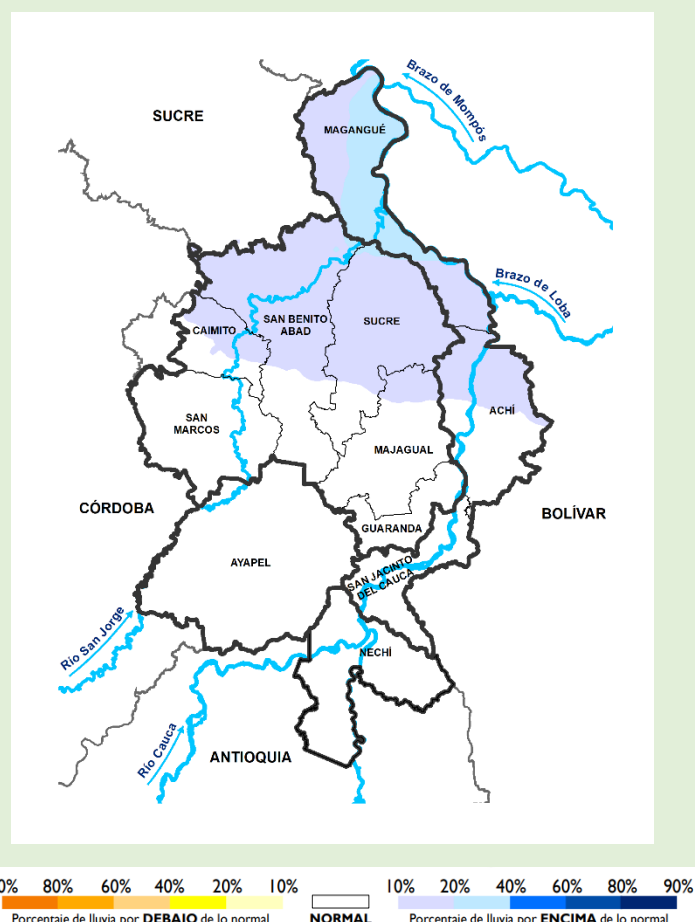 Brazo de Mompós
SUCRE
MAGANGUÉ
Brazo de Loba
SAN BENITO
ABAD
SUCRE
CAIMITO
ACHÍ
SAN
MARCOS
MAJAGUAL
CÓRDOBA
BOLÍVAR
GUARANDA
AYAPEL
SAN JACINTO
DEL CAUCA
Río San Jorge
NECHÍ
Río Cauca
ANTIOQUIA
0% 80% 60% 40% 20% 10% 10% 20% 40% 60% 80% 90%
Porcentaje de lluvia por DEBAJO de lo normal NORMAL Porcentaje de lluvia por ENCIMA de lo normal